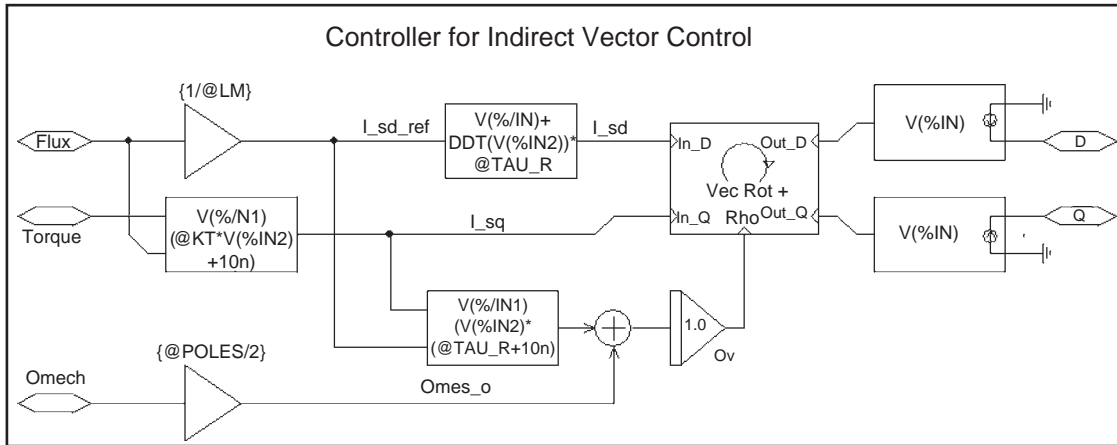 Controller for Indirect Vector Control
{1/@LM}
Flux
I_sd_ref
V(%/IN)+
DDT(V(%IN2))*
@TAU_R
I_sd
In_D
Out_D
Vec Rot +
In_Q
Rho
Out_Q
V(%IN)
D
Torque
V(%/N1)
(@KT*V(%IN2)
+10n)
I_sq
V(%IN)
Q
V(%/IN1)
(V(%IN2)*
(@TAU_R+10n)
1.0
Ov
{@POLES/2}
Omech
Omes_o